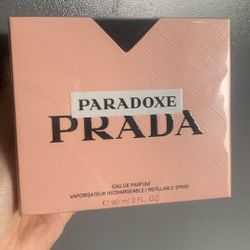 PARADOXE
PRADA
EAU DE PARFUM
VAPORISATEUR RECHARGEABLE / REFILLABLE SPRAY
℮ 90 ml 3 FL. OZ.